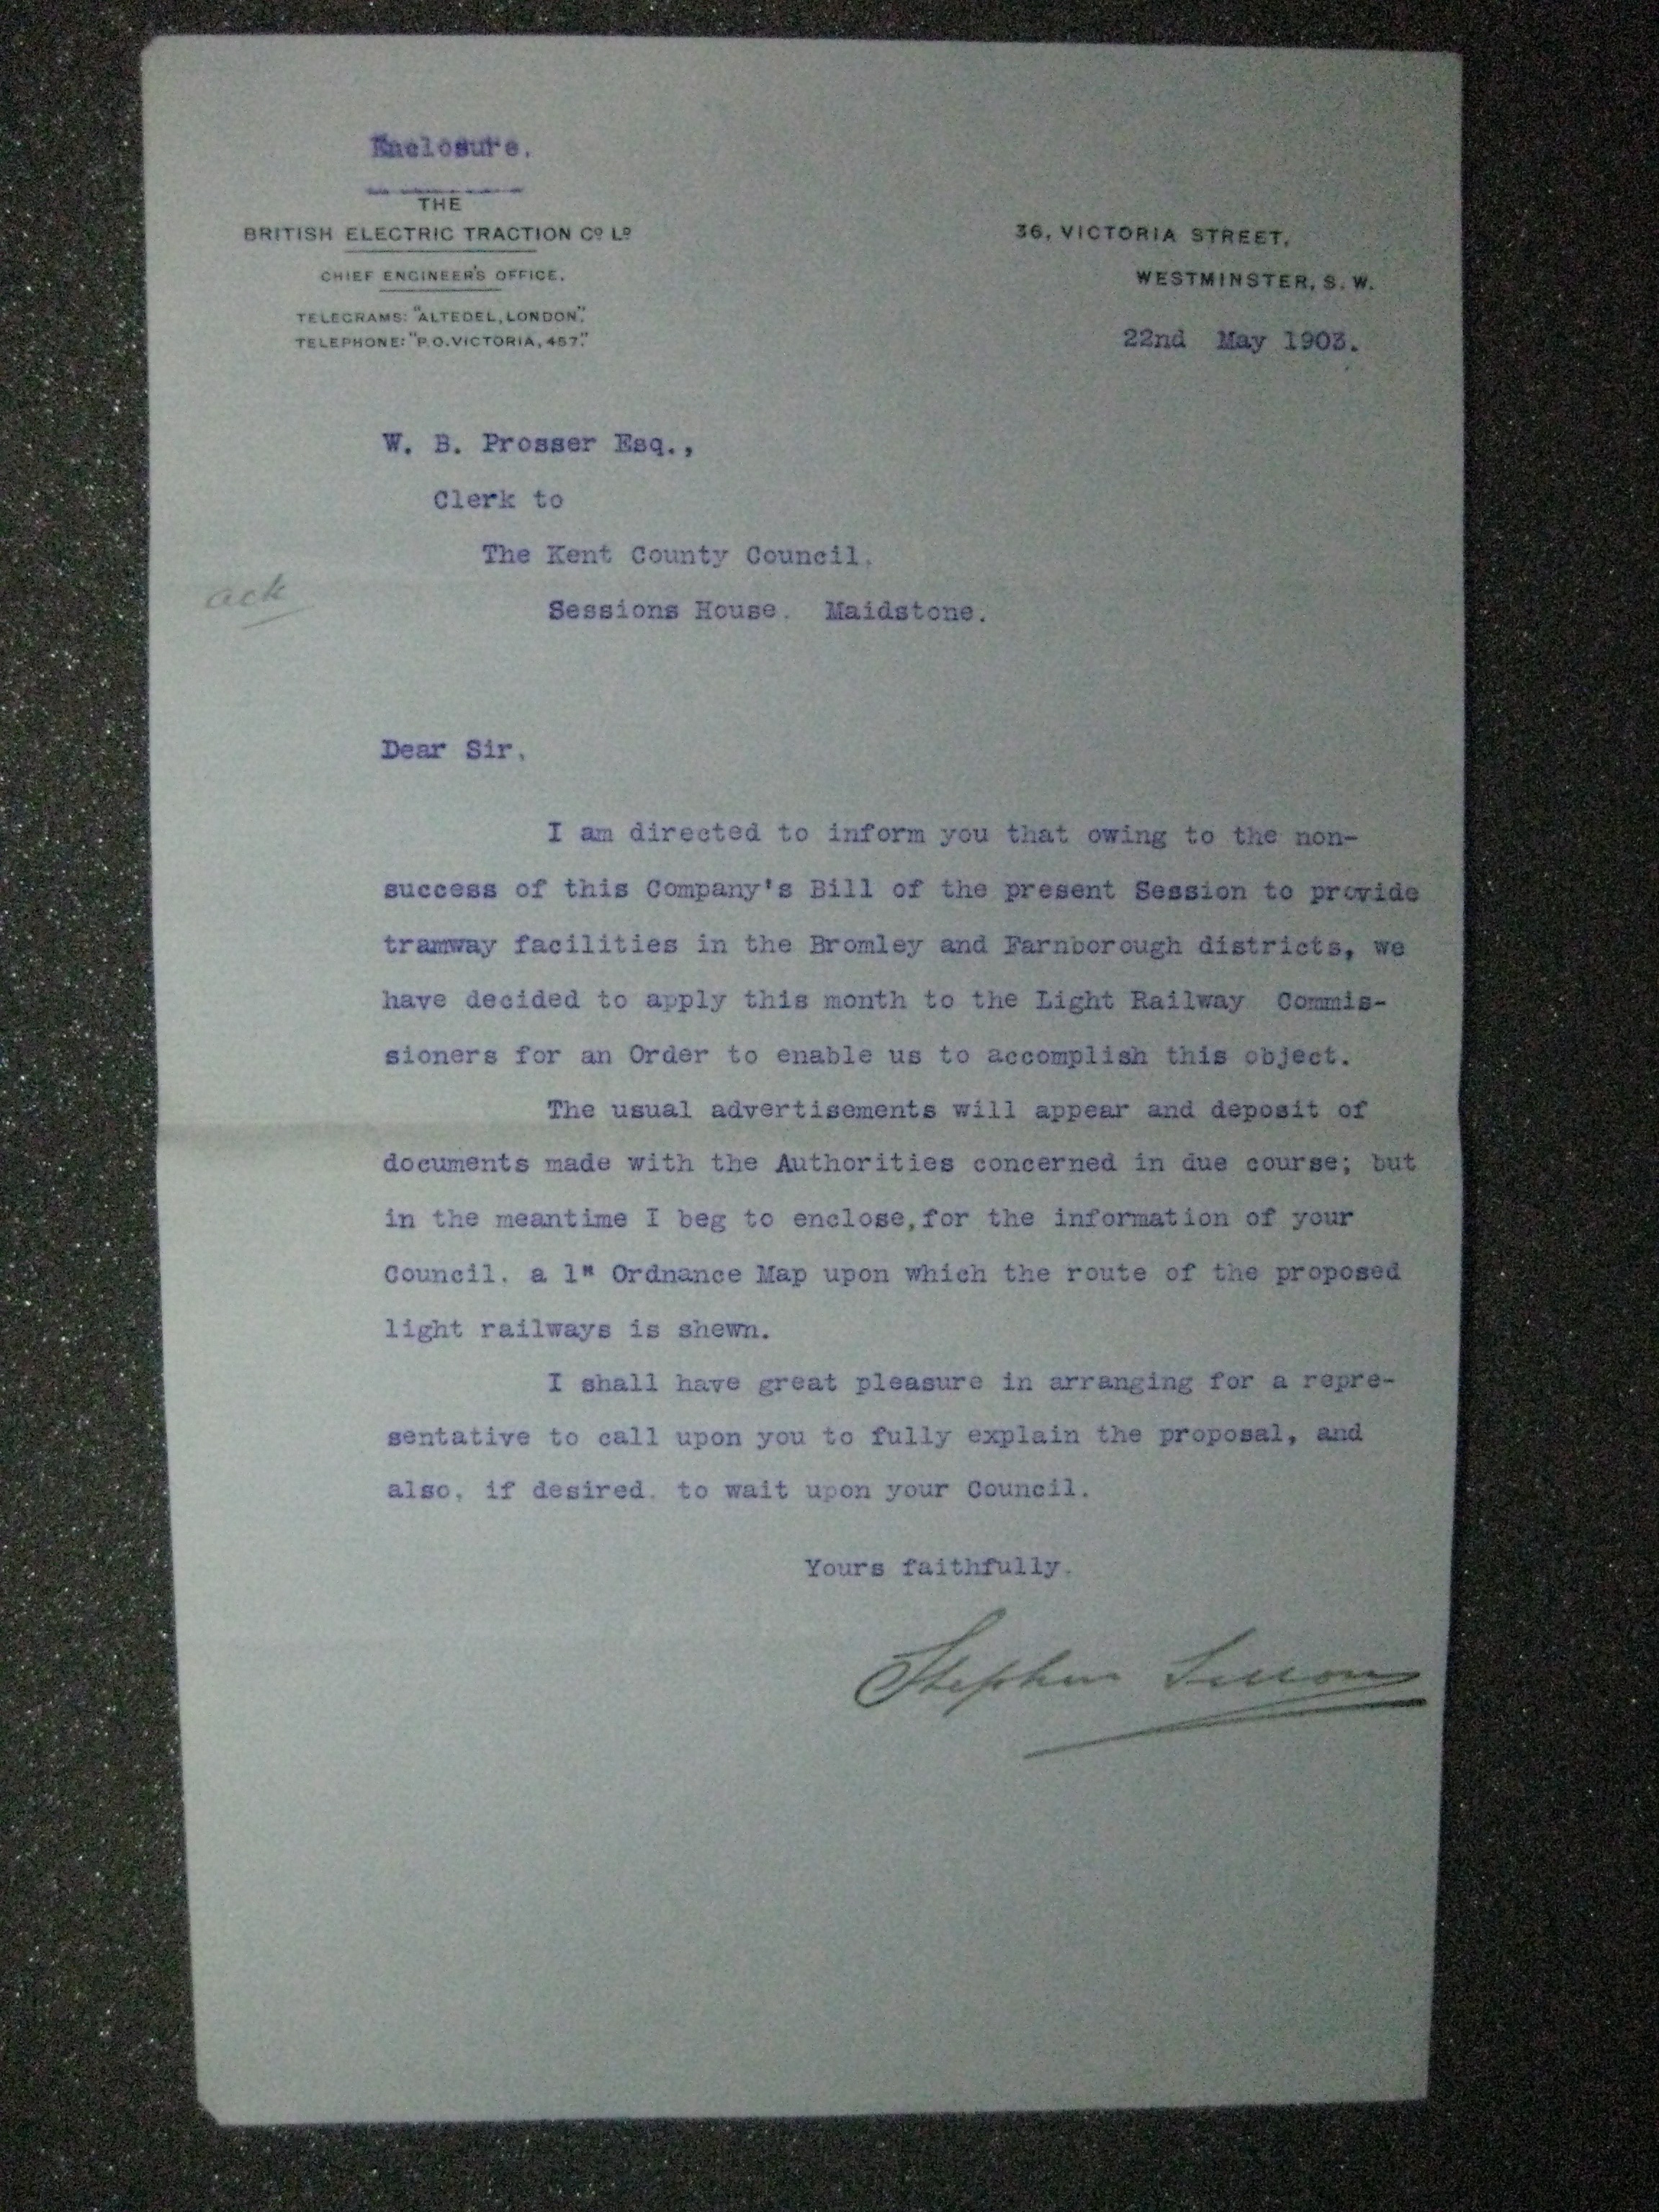 Enclosure.
THE
BRITISH ELECTRIC TRACTION Cº Lº
CHIEF ENGINEER'S OFFICE.
TELEGRAMS: "ALTEDEL, LONDON".
TELEPHONE: "P.O. VICTORIA, 457".
36, VICTORIA STREET,
WESTMINSTER, S. W.
22nd May 1903.
W. B. Prosser Esq.,
Clerk to
The Kent County Council,
ack
Sessions House, Maidstone.
Dear Sir,
I am directed to inform you that owing to the non-
success of this Company's Bill of the present Session to provide
tramway facilities in the Bromley and Farnborough districts, we
have decided to apply this month to the Light Railway Commis-
sioners for an Order to enable us to accomplish this object.
The usual advertisements will appear and deposit of
documents made with the Authorities concerned in due course; but
in the meantime I beg to enclose, for the information of your
Council, a 1" Ordnance Map upon which the route of the proposed
light railways is shewn.
I shall have great pleasure in arranging for a repre-
sentative to call upon you to fully explain the proposal, and
also, if desired, to wait upon your Council.
Yours faithfully,
Stephen Sellon